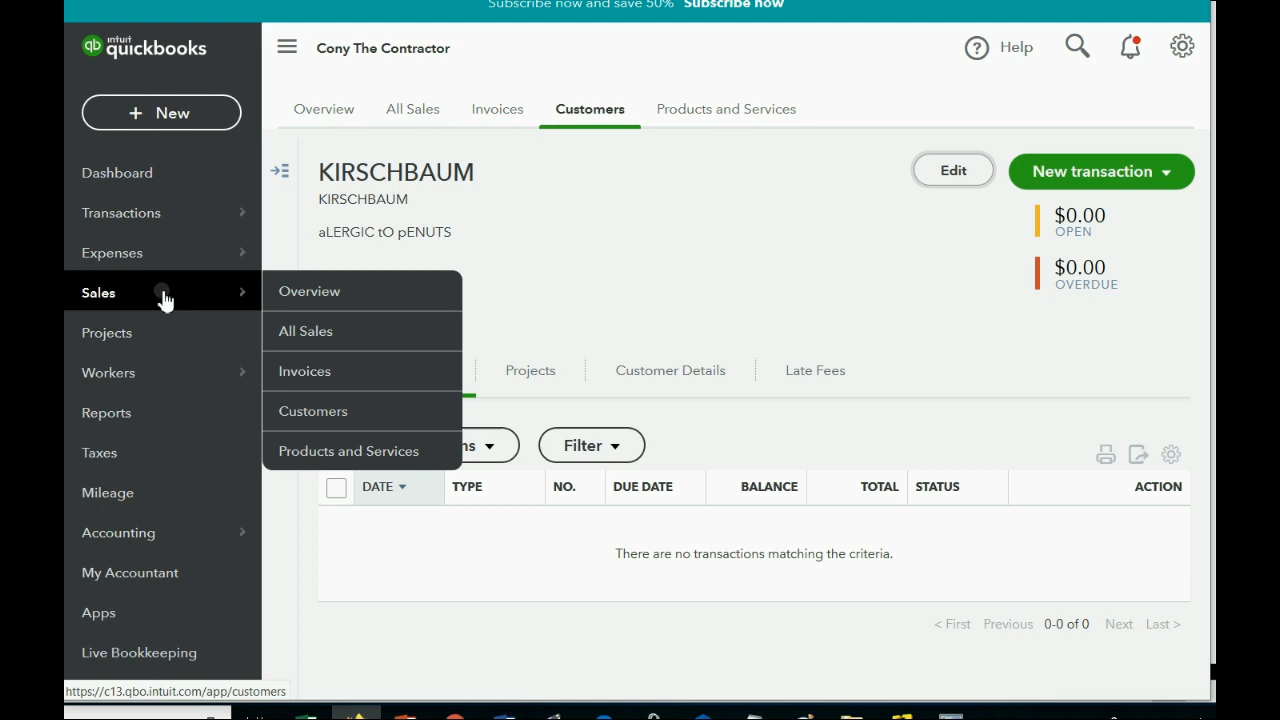 Subscribe now and save 50% Subscribe now
intuit
quickbooks
Cony The Contractor
Help
+ New
Overview
All Sales
Invoices
Customers
Products and Services
Dashboard
Transactions
Expenses
Sales
Projects
Workers
Reports
Taxes
Mileage
Accounting
My Accountant
Apps
Live Bookkeeping
Overview
All Sales
Invoices
Customers
Products and Services
KIRSCHBAUM
KIRSCHBAUM
aLERGIC tO pENUTS
Edit
New transaction
$0.00
OPEN
$0.00
OVERDUE
Projects
Customer Details
Late Fees
Filter
DATE TYPE NO. DUE DATE BALANCE TOTAL STATUS ACTION
There are no transactions matching the criteria.
< First Previous 0-0 of 0 Next Last >
https://c13.qbo.intuit.com/app/customers